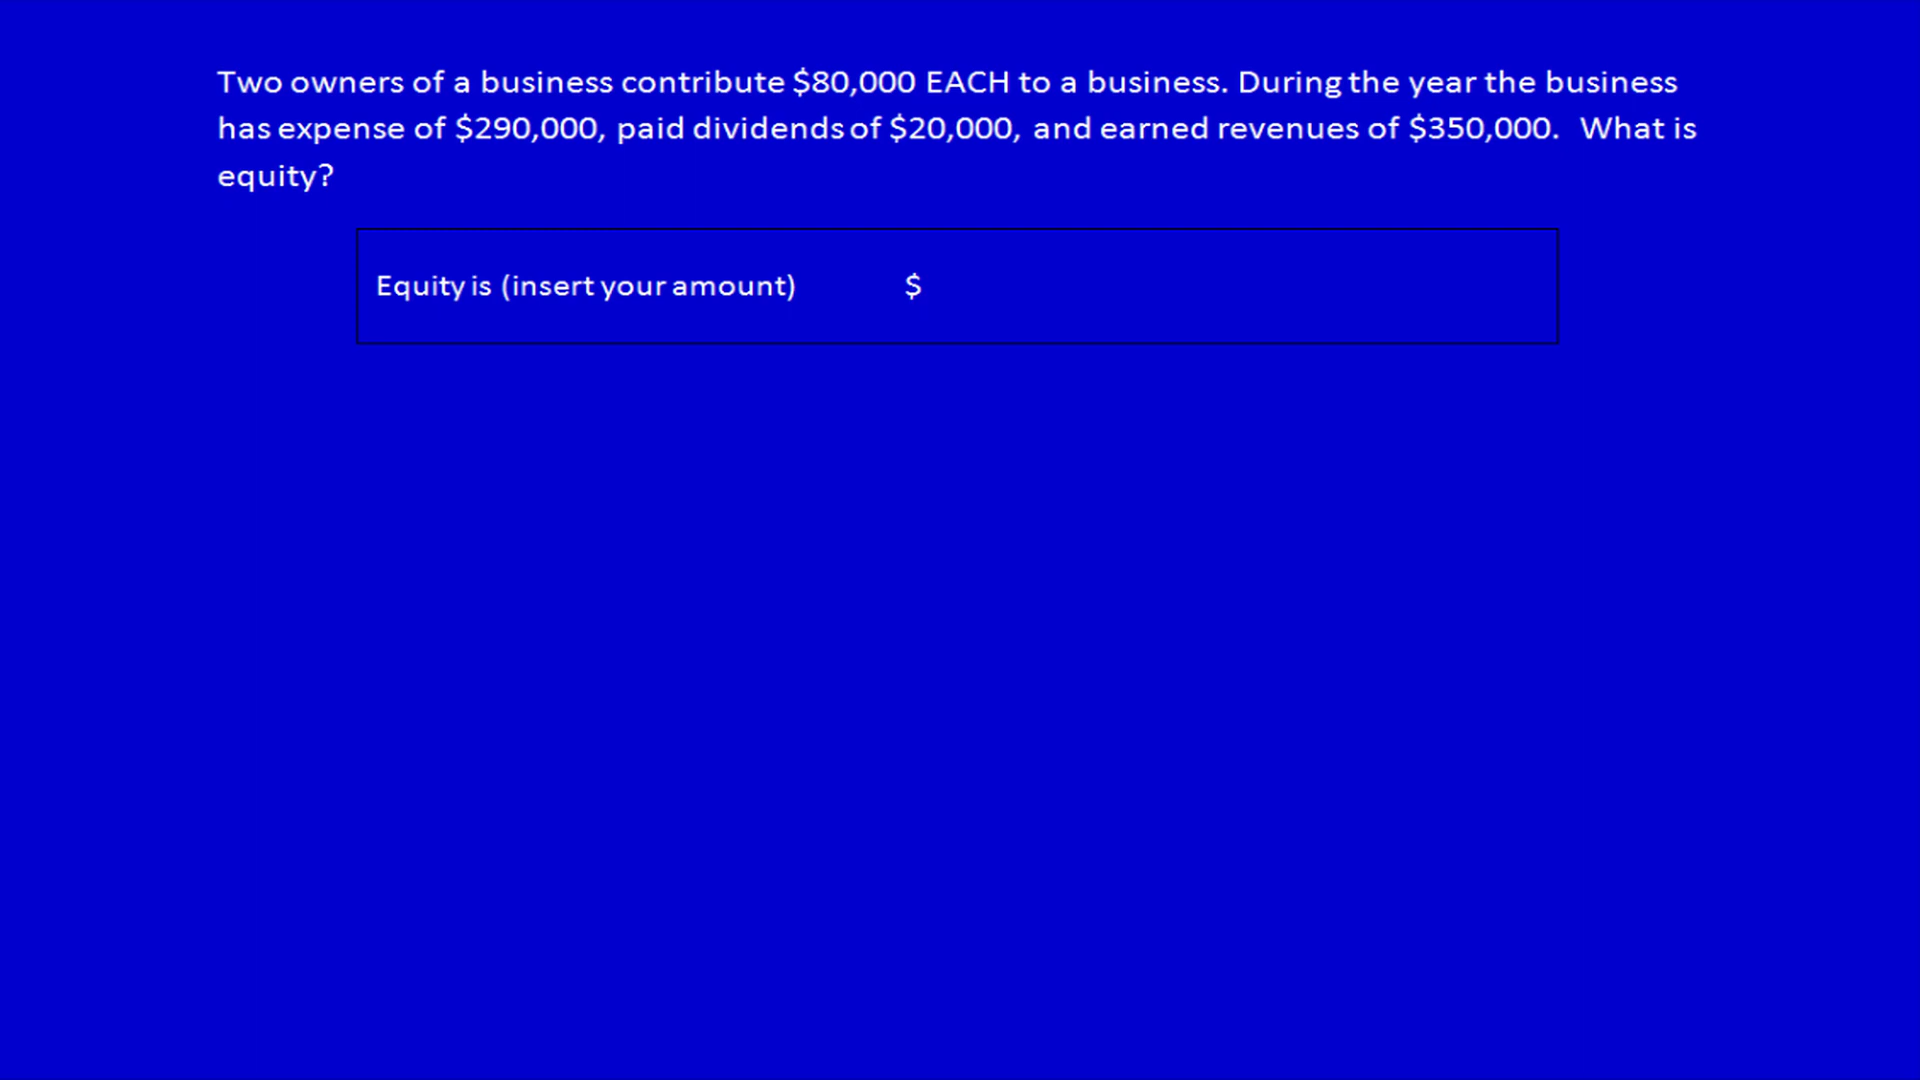 Two owners of a business contribute $80,000 EACH to a business. During the year the business
has expense of $290,000, paid dividends of $20,000, and earned revenues of $350,000. What is
equity?
Equity is (insert your amount) $